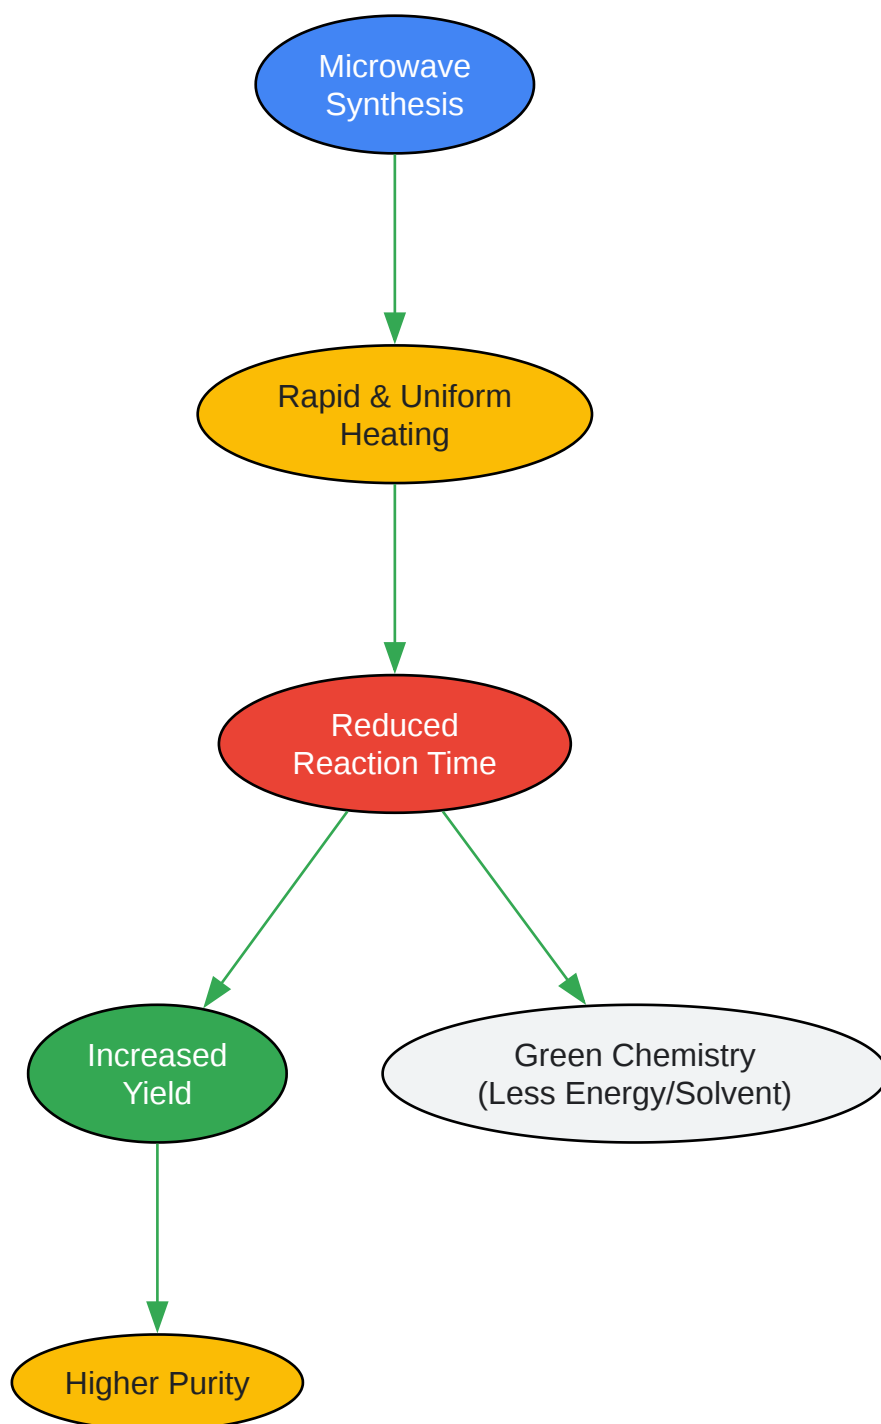 Microwave
Synthesis
Rapid & Uniform
Heating
Reduced
Reaction Time
Increased
Yield
Green Chemistry
(Less Energy/Solvent)
Higher Purity